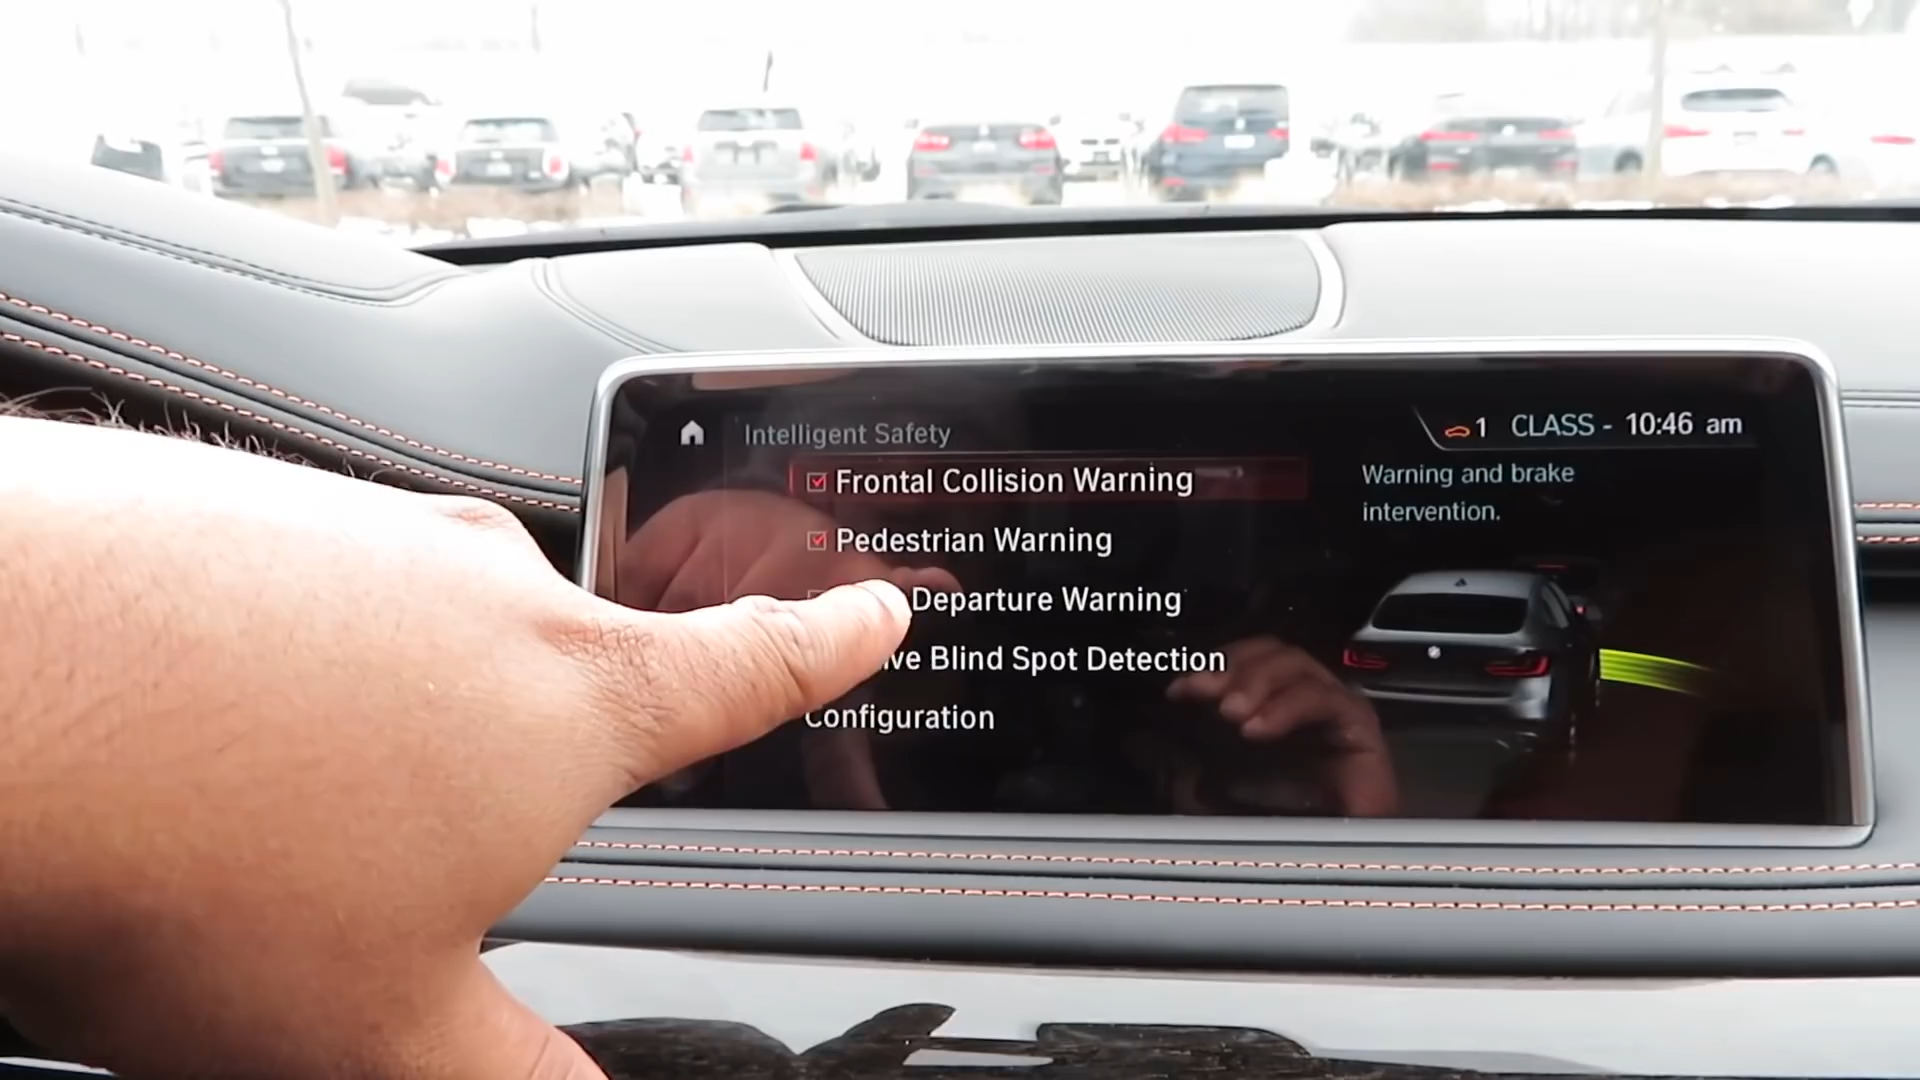 Intelligent Safety
1 CLASS - 10:46 am
Frontal Collision Warning
Pedestrian Warning
Departure Warning
Blind Spot Detection
Configuration
Warning and brake
intervention.